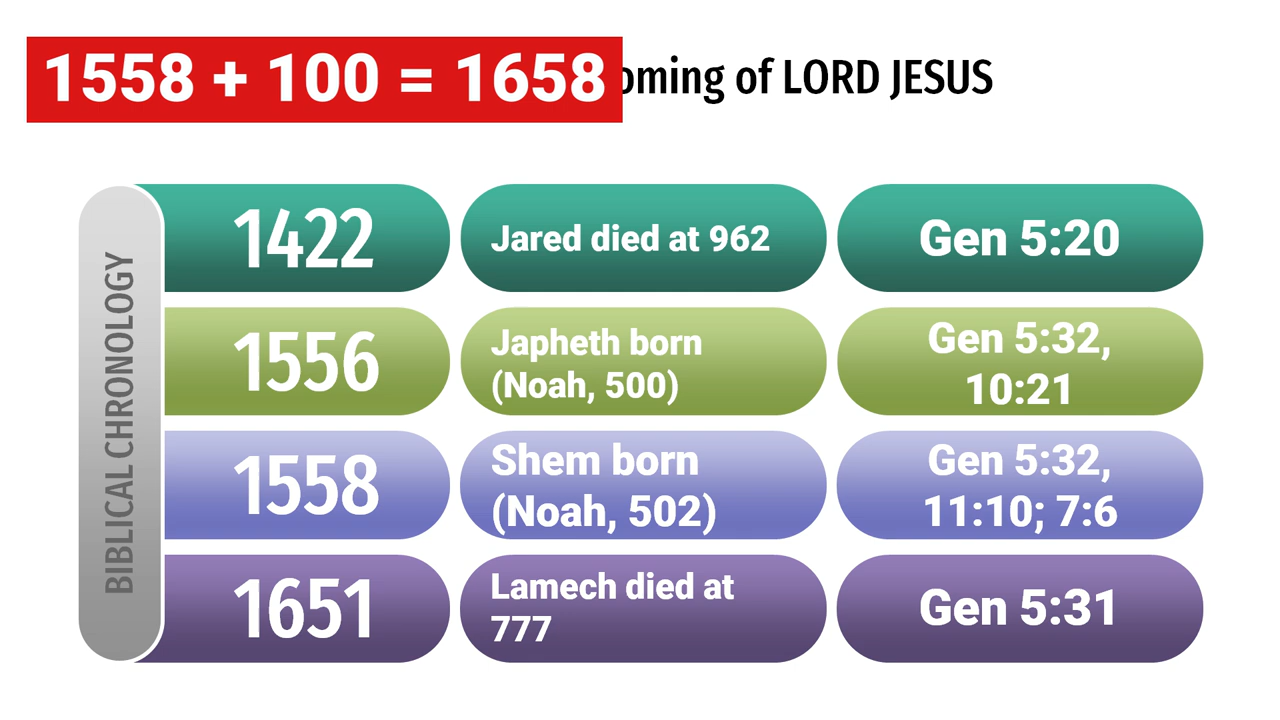 1558 + 100 = 1658
oming of LORD JESUS
BIBLICAL CHRONOLOGY
1422
Jared died at 962
Gen 5:20
1556
Japheth born
(Noah, 500)
Gen 5:32,
10:21
1558
Shem born
(Noah, 502)
Gen 5:32,
11:10; 7:6
1651
Lamech died at
777
Gen 5:31